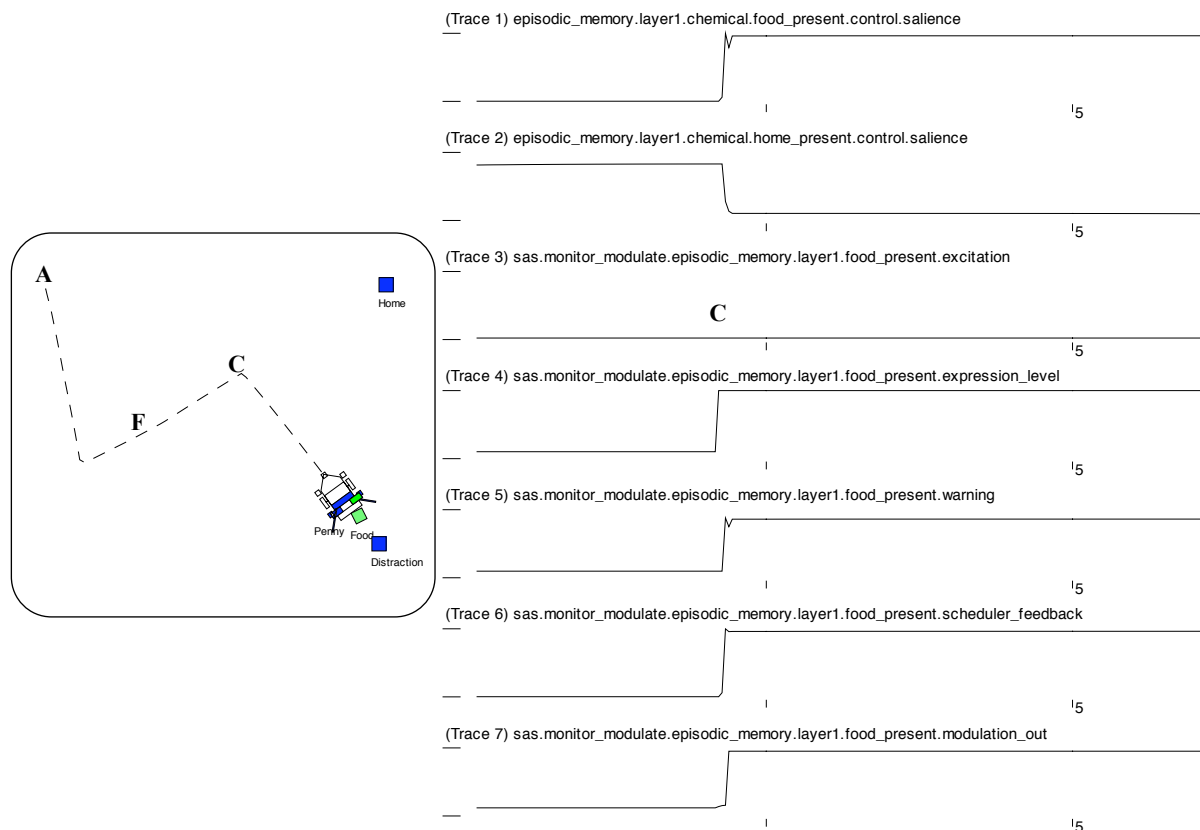 (Trace 1) episodic_memory.layer1.chemical.food_present.control.salience
5
(Trace 2) episodic_memory.layer1.chemical.home_present.control.salience
5
(Trace 3) sas.monitor_modulate.episodic_memory.layer1.food_present.excitation
C
5
(Trace 4) sas.monitor_modulate.episodic_memory.layer1.food_present.expression_level
5
(Trace 5) sas.monitor_modulate.episodic_memory.layer1.food_present.warning
5
(Trace 6) sas.monitor_modulate.episodic_memory.layer1.food_present.scheduler_feedback
5
(Trace 7) sas.monitor_modulate.episodic_memory.layer1.food_present.modulation_out
5
A
Home
C
F
Penny
Food
Distraction